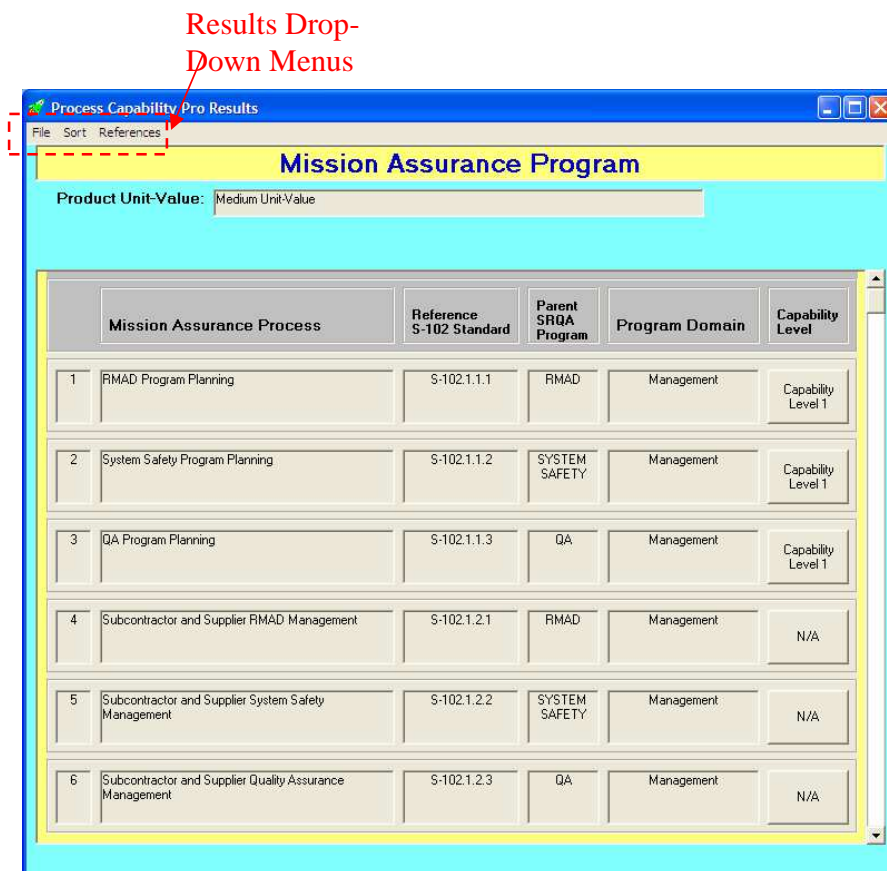 Results Drop-
Down Menus
Process Capability Pro Results
File Sort References
Mission Assurance Program
Product Unit-Value: Medium Unit-Value
Mission Assurance Process
Reference
S-102 Standard
Parent
SRQA
Program
Program Domain
Capability
Level
1 RMAD Program Planning S-102.1.1.1 RMAD Management Capability
Level 1
2 System Safety Program Planning S-102.1.1.2 SYSTEM
SAFETY Management Capability
Level 1
3 QA Program Planning S-102.1.1.3 QA Management Capability
Level 1
4 Subcontractor and Supplier RMAD Management S-102.1.2.1 RMAD Management N/A
5 Subcontractor and Supplier System Safety
Management S-102.1.2.2 SYSTEM
SAFETY Management N/A
6 Subcontractor and Supplier Quality Assurance
Management S-102.1.2.3 QA Management N/A